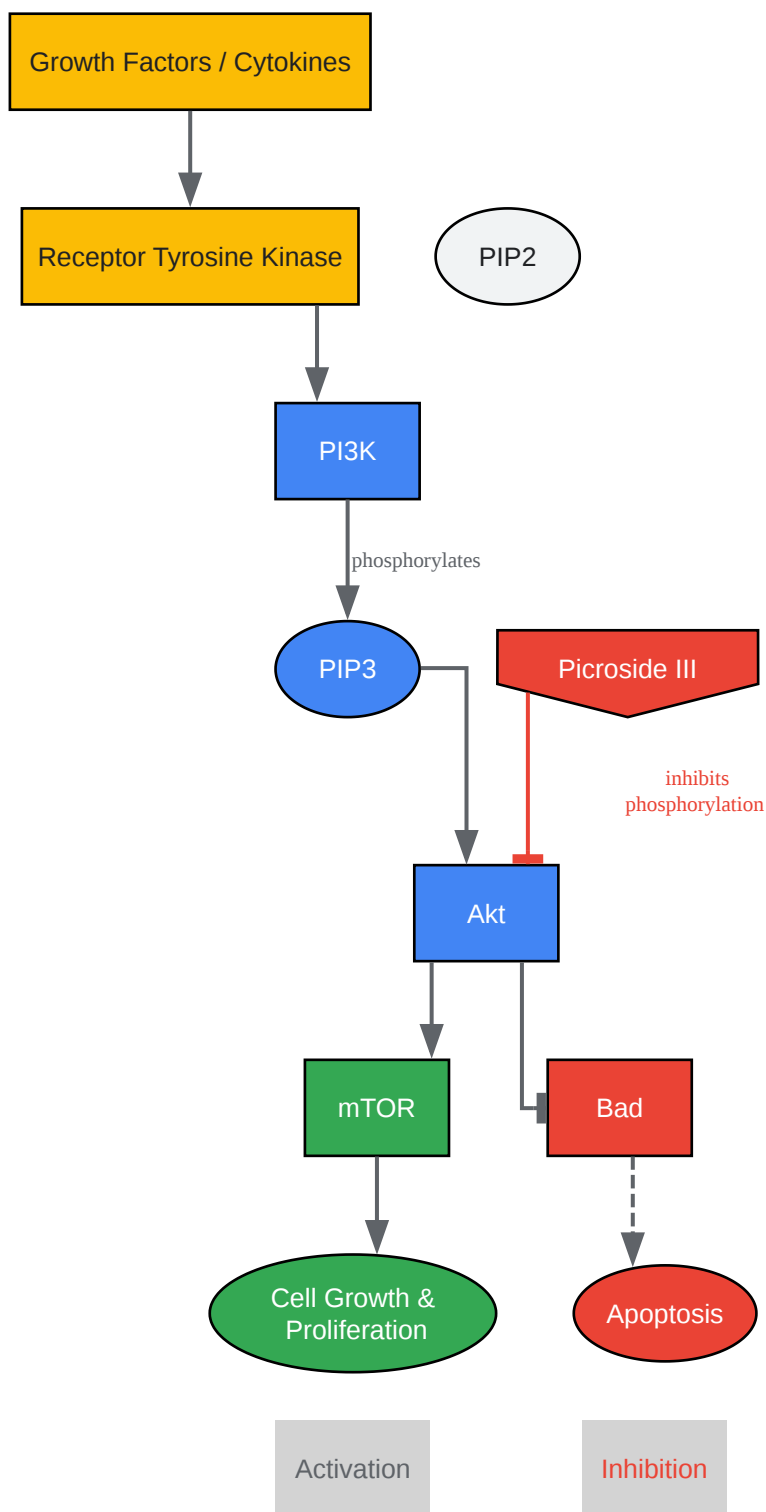 Growth Factors / Cytokines
Receptor Tyrosine Kinase
PIP2
PI3K
phosphorylates
PIP3
Picroside III
inhibits
phosphorylation
Akt
mTOR
Bad
Cell Growth &
Proliferation
Apoptosis
Activation
Inhibition